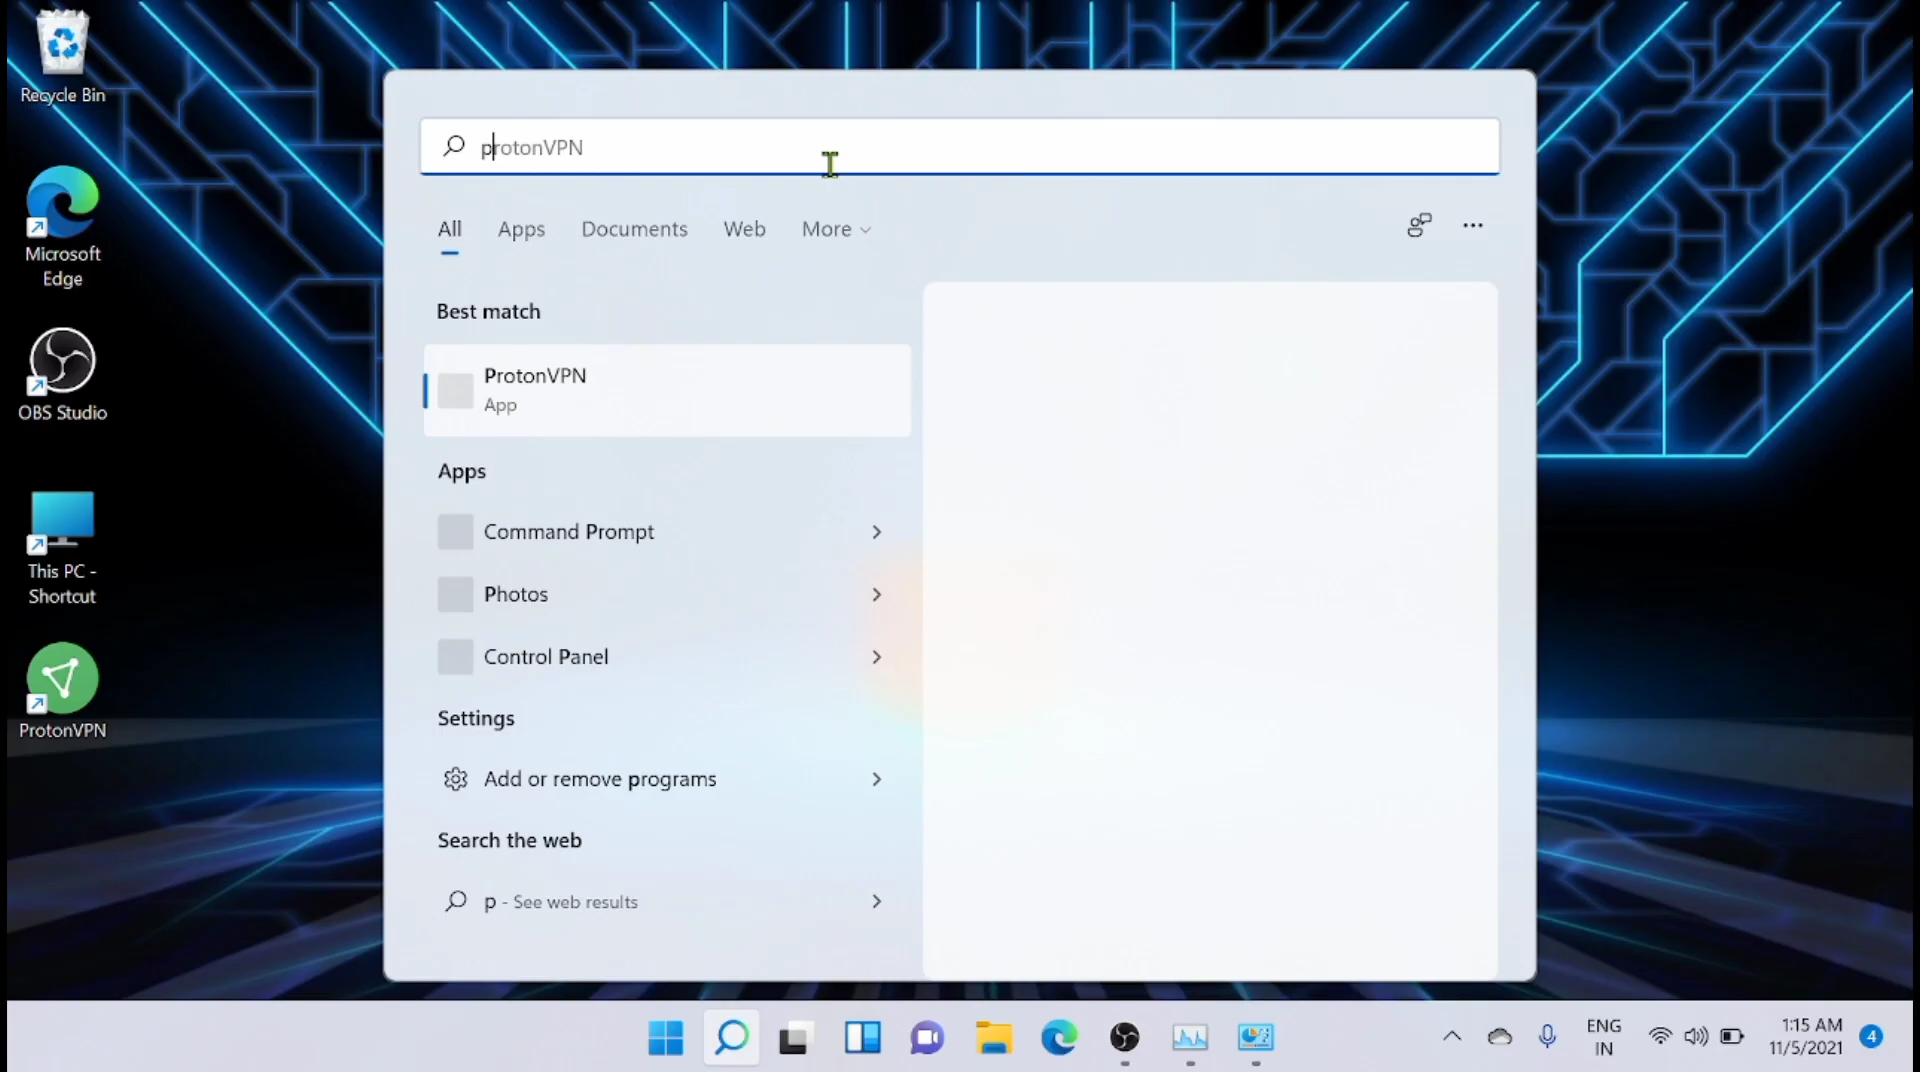 Recycle Bin
Microsoft
Edge
OBS Studio
This PC -
Shortcut
ProtonVPN
protonVPN
All Apps Documents Web More
Best match
ProtonVPN
App
Apps
Command Prompt
Photos
Control Panel
Settings
Add or remove programs
Search the web
p - See web results
ENG
IN
1:15 AM
11/5/2021
4